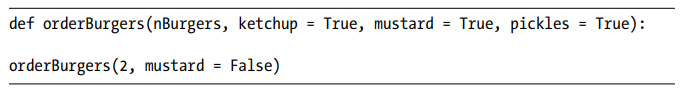 def orderBurgers(nBurgers, ketchup = True, mustard = True, pickles = True):
orderBurgers(2, mustard = False)